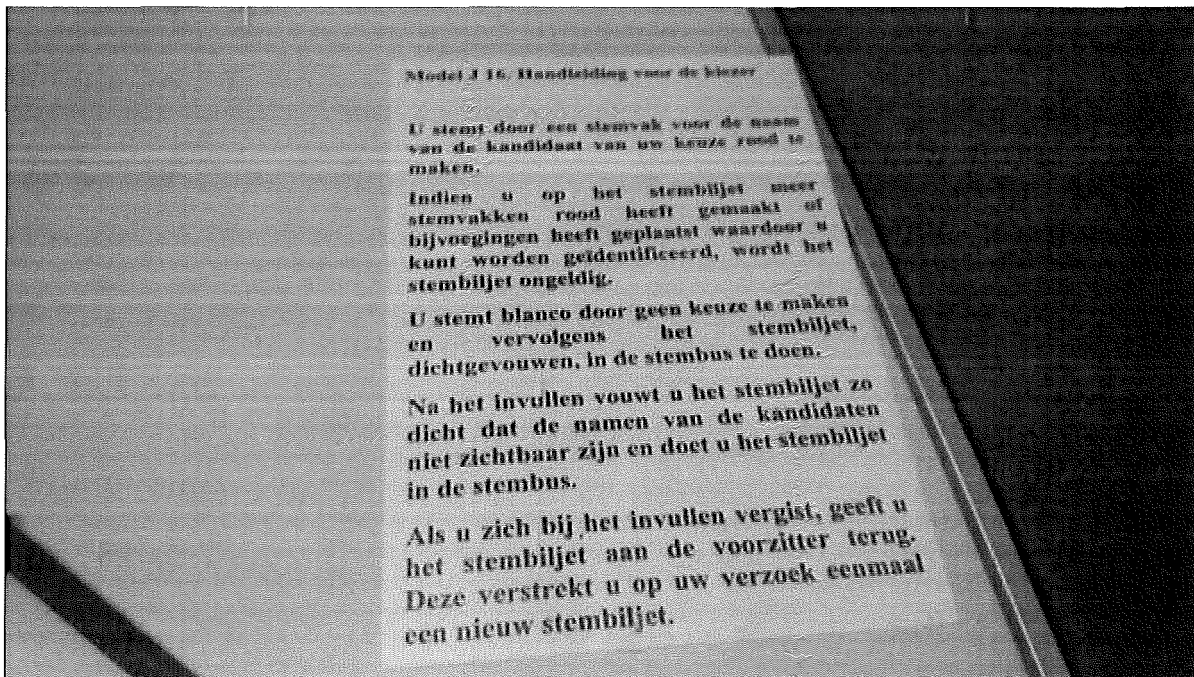 Model J 16. Handleiding voor de kiezer
U stemt door een stemvak voor de naam
van de kandidaat van uw keuze rood te
maken.
Indien u op het stembiljet meer
stemvakken rood heeft gemaakt of
bijvoegingen heeft geplaatst waardoor u
kunt worden geïdentificeerd, wordt het
stembiljet ongeldig.
U stemt blanco door geen keuze te maken
en vervolgens het stembiljet,
dichtgevouwen, in de stembus te doen.
Na het invullen vouwt u het stembiljet zo
dicht dat de namen van de kandidaten
niet zichtbaar zijn en doet u het stembiljet
in de stembus.
Als u zich bij het invullen vergist, geeft u
het stembiljet aan de voorzitter terug.
Deze verstrekt u op uw verzoek eenmaal
een nieuw stembiljet.